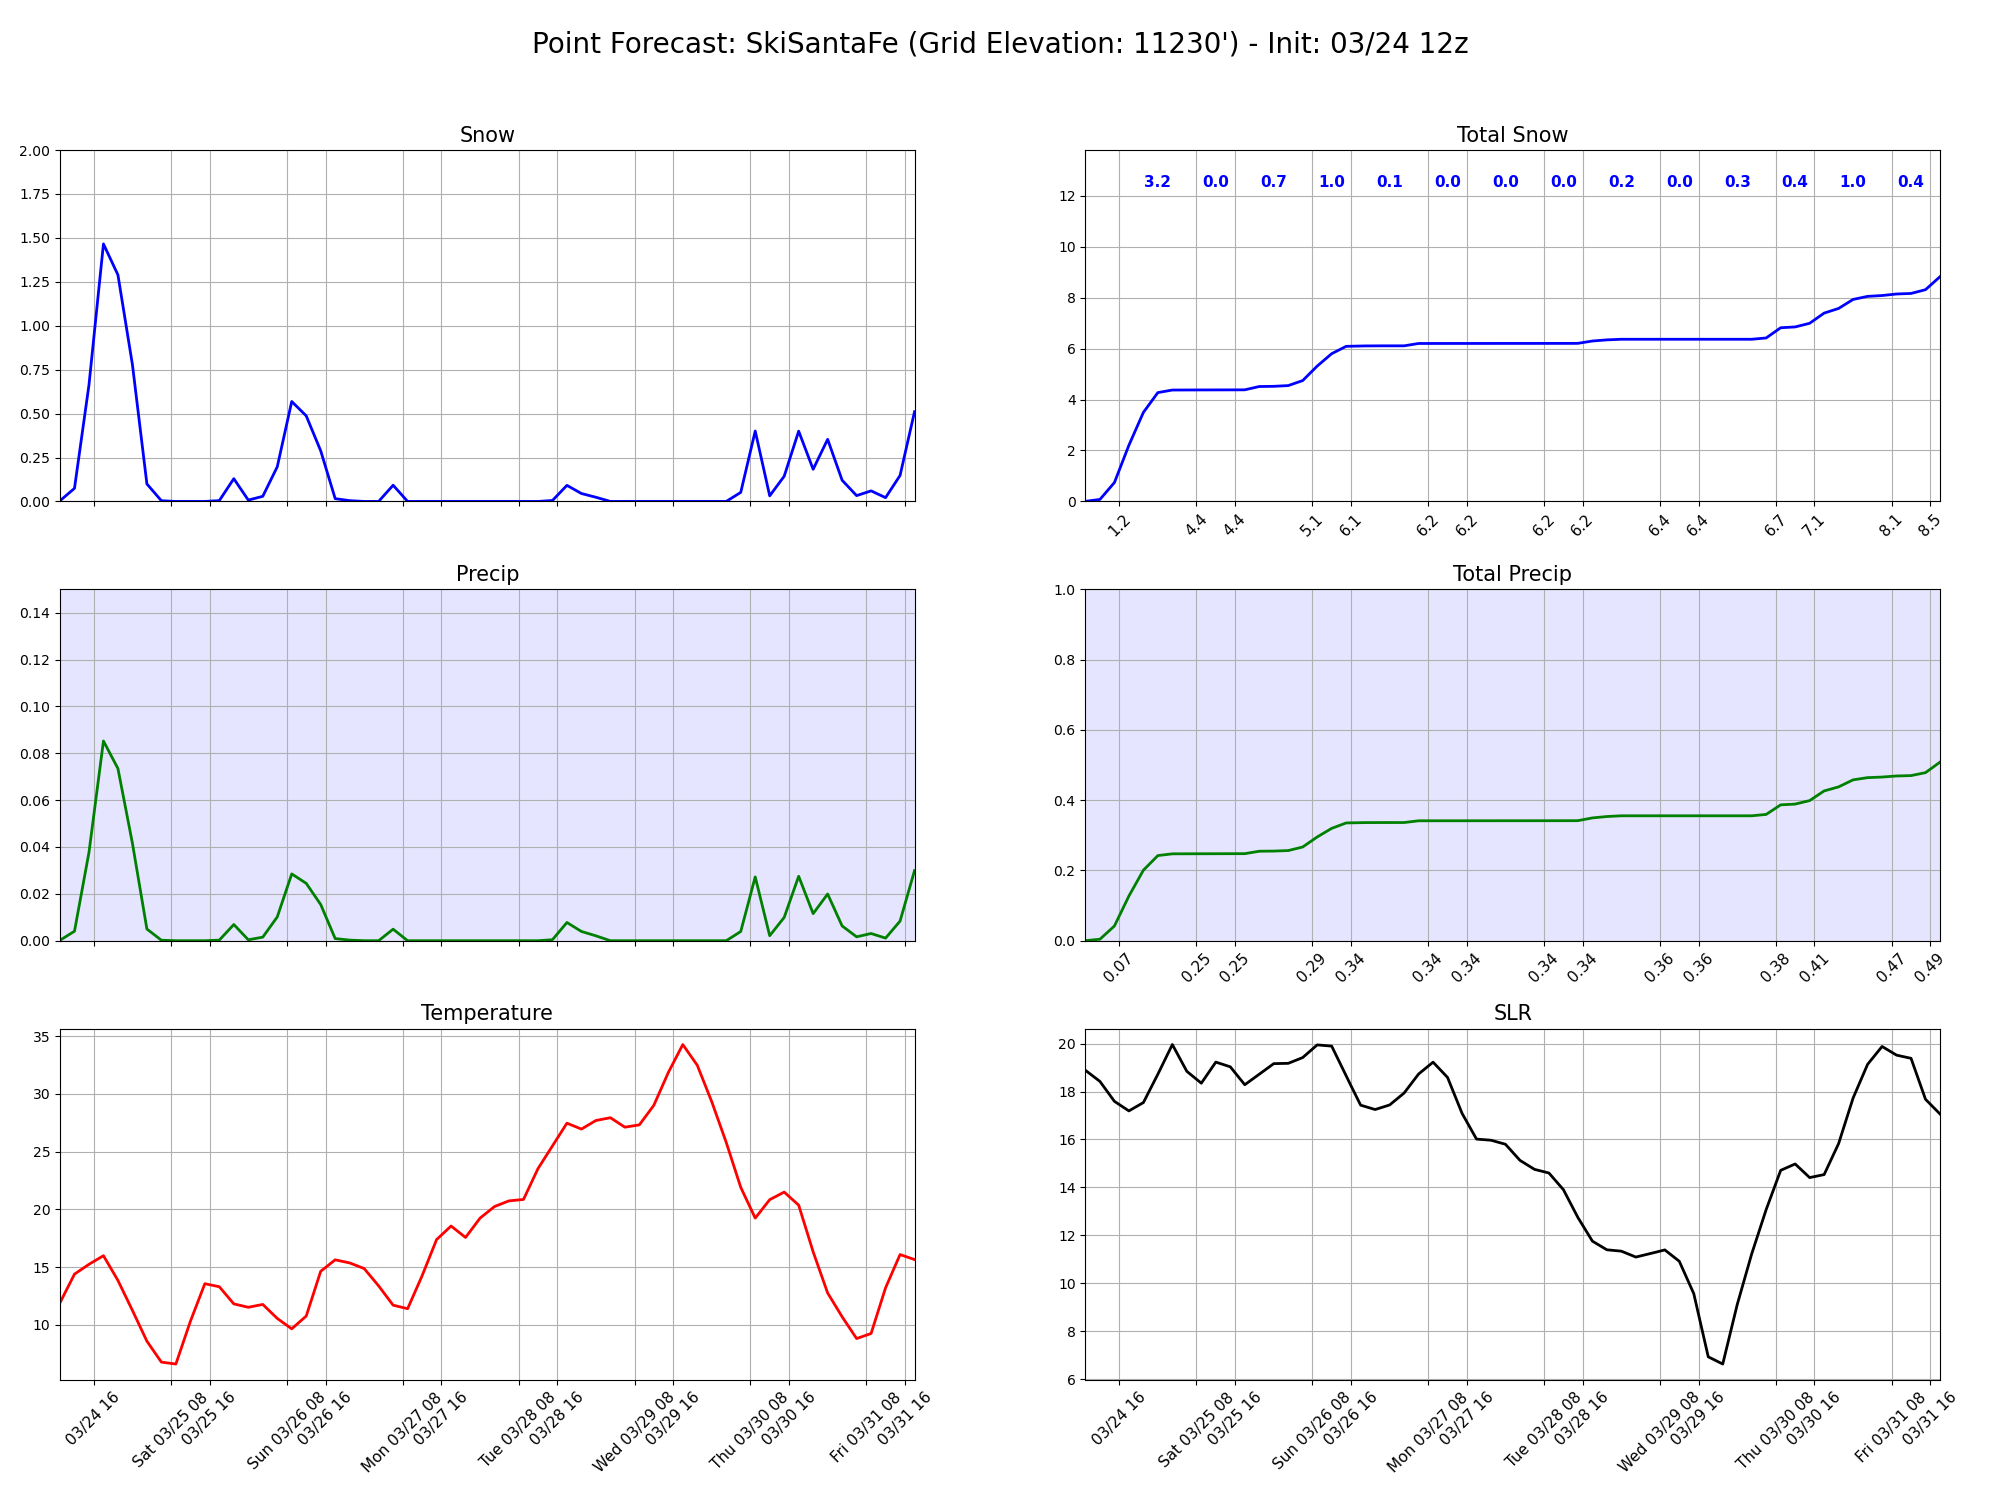 Point Forecast: SkiSantaFe (Grid Elevation: 11230') - Init: 03/24 12z
Snow
2.00
1.75
1.50
1.25
1.00
0.75
0.50
0.25
0.00
Total Snow
3.2 0.0 0.7 1.0 0.1 0.0 0.0 0.0 0.2 0.0 0.3 0.4 1.0 0.4
12
10
8
6
4
2
0
1.2 4.4 4.4 5.1 6.1 6.2 6.2 6.2 6.2 6.4 6.4 6.7 7.1 8.1 8.5
Precip
0.14
0.12
0.10
0.08
0.06
0.04
0.02
0.00
Total Precip
1.0
0.8
0.6
0.4
0.2
0.0
0.07 0.25 0.25 0.29 0.34 0.34 0.34 0.34 0.34 0.36 0.36 0.38 0.41 0.47 0.49
Temperature
35
30
25
20
15
10
03/24 16
Sat 03/25 08
03/25 16
Sun 03/26 08
03/26 16
Mon 03/27 08
03/27 16
Tue 03/28 08
03/28 16
Wed 03/29 08
03/29 16
Thu 03/30 08
03/30 16
Fri 03/31 08
03/31 16
SLR
20
18
16
14
12
10
8
6
03/24 16
Sat 03/25 08
03/25 16
Sun 03/26 08
03/26 16
Mon 03/27 08
03/27 16
Tue 03/28 08
03/28 16
Wed 03/29 08
03/29 16
Thu 03/30 08
03/30 16
Fri 03/31 08
03/31 16